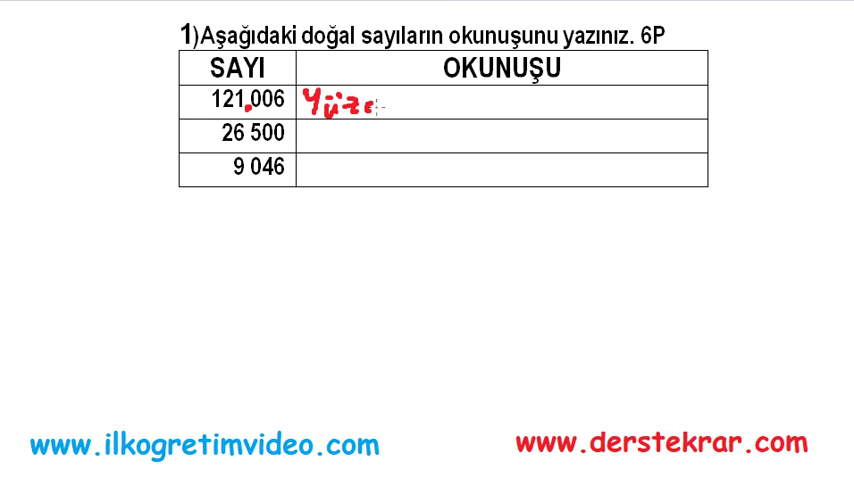 1)Aşağıdaki doğal sayıların okunuşunu yazınız. 6P
SAYI OKUNUŞU
121.006 Yüz
26 500
9 046
www.ilkogretimvideo.com www.derstekrar.com